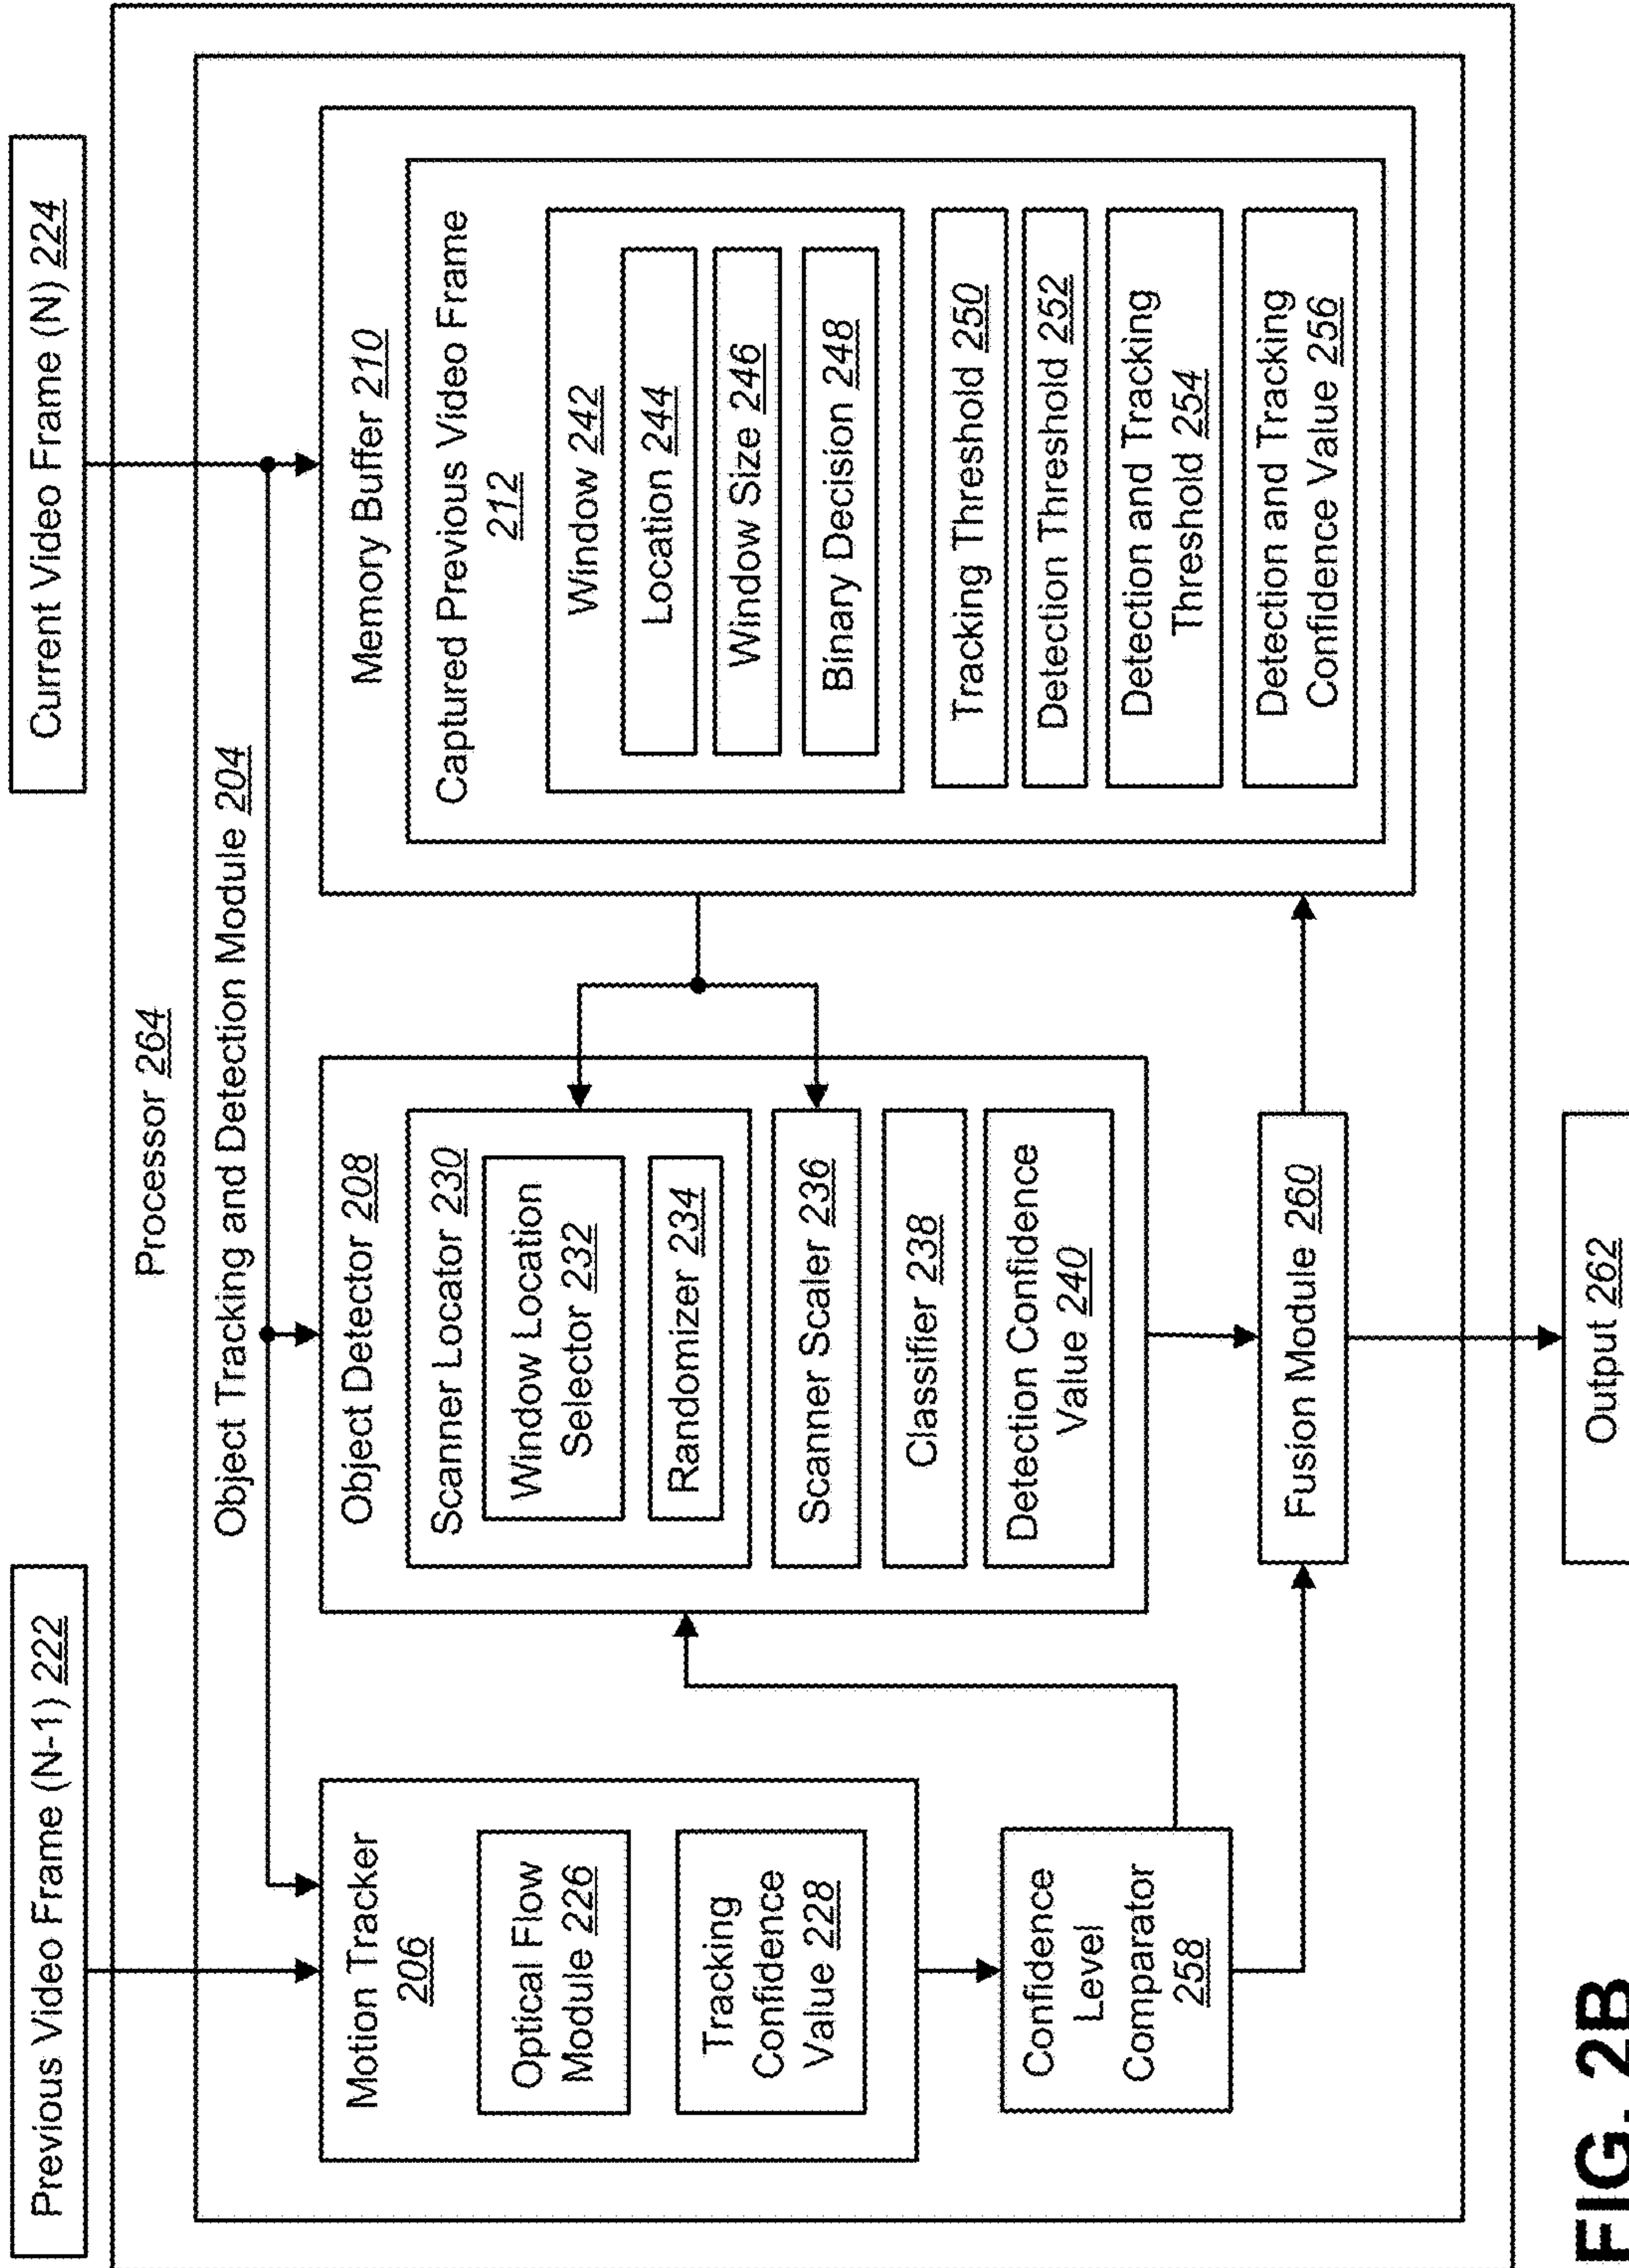 Previous Video Frame (N-1) 222
Current Video Frame (N) 224
Processor 264
Object Tracking and Detection Module 204
Motion Tracker
206
Optical Flow
Module 226
Tracking
Confidence
Value 228
Confidence
Level
Comparator
258
Object Detector 208
Scanner Locator 230
Window Location
Selector 232
Randomizer 234
Scanner Scaler 236
Classifier 238
Detection Confidence
Value 240
Memory Buffer 210
Captured Previous Video Frame
212
Window 242
Location 244
Window Size 246
Binary Decision 248
Tracking Threshold 250
Detection Threshold 252
Detection and Tracking
Threshold 254
Detection and Tracking
Confidence Value 256
Fusion Module 260
Output 262
FIG. 2B